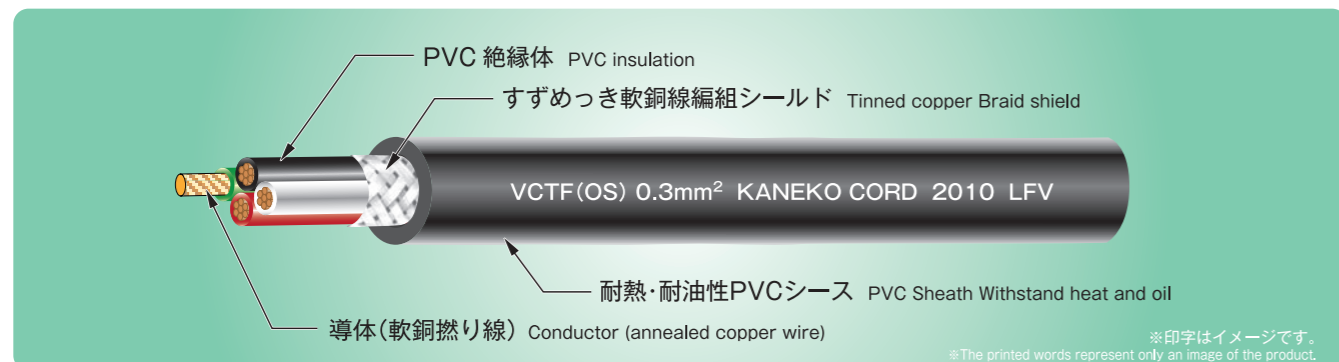 PVC 絶縁体 PVC insulation
すずめっき軟銅線編組シールド Tinned copper Braid shield
VCTF(OS) 0.3mm² KANEKO CORD 2010 LFV
耐熱・耐油性PVCシース PVC Sheath Withstand heat and oil
導体(軟銅撚り線) Conductor (annealed copper wire)
※印字はイメージです。
※The printed words represent only an image of the product.